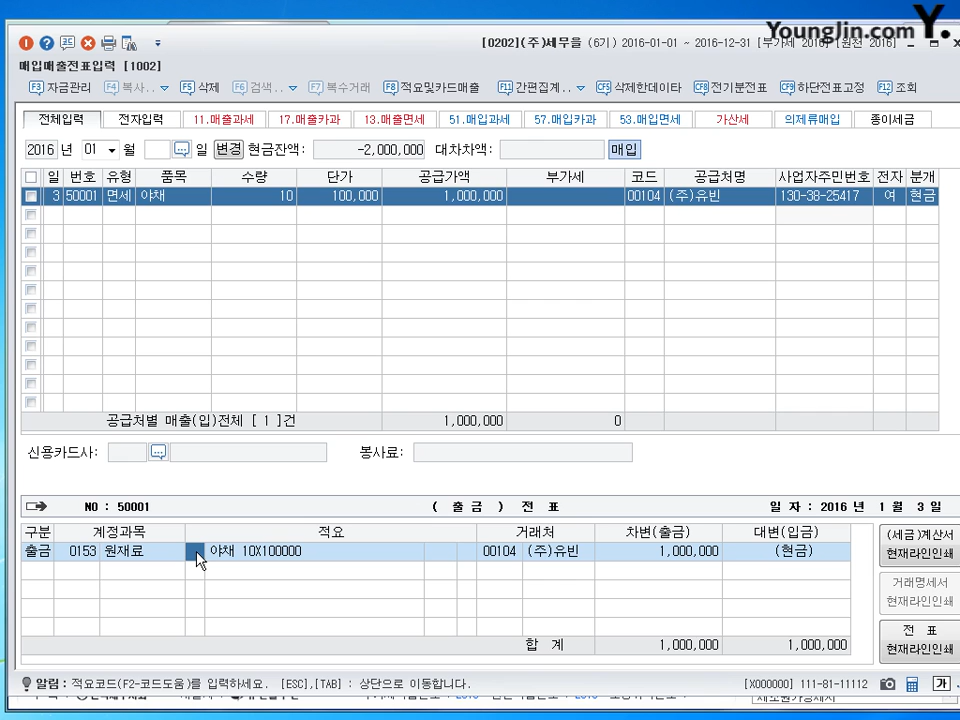 YoungJin.com Y.
[0202](주)세무을 (6기) 2016-01-01 ~ 2016-12-31 [부가세 2016] [원천 2016]
매입매출전표입력 [1002]
F3 자금관리 F4 복사.. F5 삭제 F6 검색.. F7 복수거래 F8 적요및카드매출 F11 간편집계.. CF5 삭제한데이타 CF8 전기분전표 CF9 하단전표고정 F12 조회
전체입력 전자입력 11.매출과세 17.매출카과 13.매출면세 51.매입과세 57.매입카과 53.매입면세 가산세 의제류매입 종이세금
2016 년 01 월 일 변경 현금잔액: -2,000,000 대차차액: 매입
일 번호 유형 품목 수량 단가 공급가액 부가세 코드 공급처명 사업자주민번호 전자 분개
3 50001 면세 야채 10 100,000 1,000,000 00104 (주)유빈 130-38-25417 여 현금
공급처별 매출(입)전체 [ 1 ]건 1,000,000 0
신용카드사: 봉사료:
NO : 50001 ( 출 금 ) 전 표 일 자 : 2016 년 1 월 3 일
구분 계정과목 적요 거래처 차변(출금) 대변(입금)
출금 0153 원재료 야채 10X100000 00104 (주)유빈 1,000,000 (현금)
합 계 1,000,000 1,000,000
(세금)계산서
현재라인인쇄
거래명세서
현재라인인쇄
전 표
현재라인인쇄
알림 : 적요코드(F2-코드도움)를 입력하세요. [ESC],[TAB] : 상단으로 이동합니다. [X000000] 111-81-11112 가